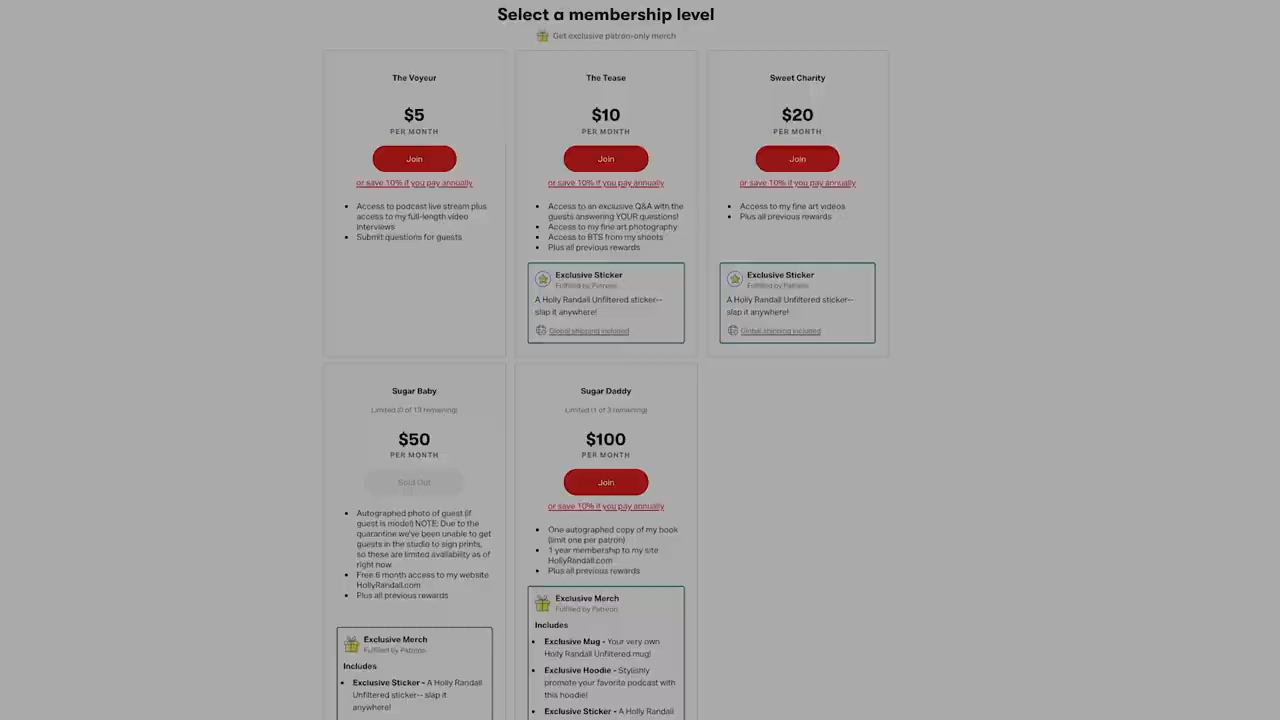 Select a membership level
Get exclusive patron-only merch
The Voyeur
$5
PER MONTH
Join
or save 10% if you pay annually
Access to podcast live stream plus
access to my full-length video
interviews
Submit questions for guests
The Tease
$10
PER MONTH
Join
or save 10% if you pay annually
Access to an exclusive Q&A with the
guests answering YOUR questions!
Access to my fine art photography
Access to BTS from my shoots
Plus all previous rewards
Exclusive Sticker
Fulfilled by Patreon
A Holly Randall Unfiltered sticker--
slap it anywhere!
Global shipping included
Sweet Charity
$20
PER MONTH
Join
or save 10% if you pay annually
Access to my fine art videos
Plus all previous rewards
Exclusive Sticker
Fulfilled by Patreon
A Holly Randall Unfiltered sticker--
slap it anywhere!
Global shipping included
Sugar Baby
Limited (0 of 13 remaining)
$50
PER MONTH
Sold Out
Autographed photo of guest (if
guest is model) NOTE: Due to the
quarantine we've been unable to get
guests in the studio to sign prints,
so these are limited availability as of
right now
Free 6 month access to my website
HollyRandall.com
Plus all previous rewards
Exclusive Merch
Fulfilled by Patreon
Includes
Exclusive Sticker - A Holly Randall
Unfiltered sticker-- slap it
anywhere!
Sugar Daddy
Limited (1 of 3 remaining)
$100
PER MONTH
Join
or save 10% if you pay annually
One autographed copy of my book
(limit one per patron)
1 year membership to my site
HollyRandall.com
Plus all previous rewards
Exclusive Merch
Fulfilled by Patreon
Includes
Exclusive Mug - Your very own
Holly Randall Unfiltered mug!
Exclusive Hoodie - Stylishly
promote your favorite podcast with
this hoodie!
Exclusive Sticker - A Holly Randall